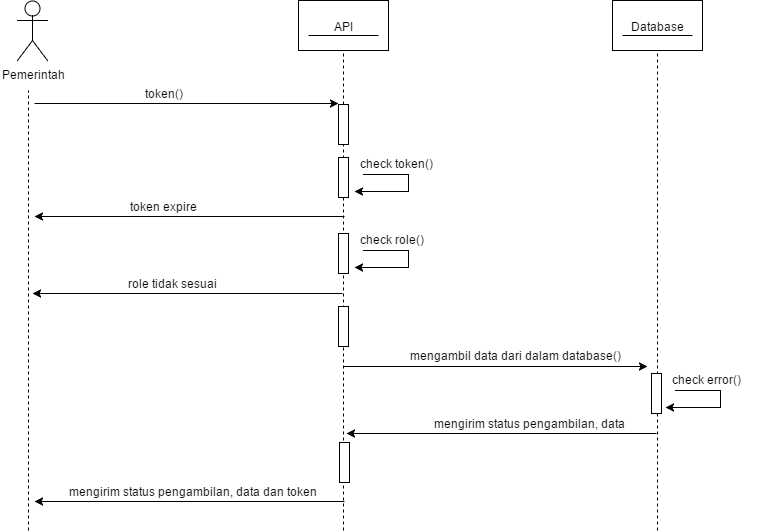 API
Database
Pemerintah
token()
check token()
token expire
check role()
role tidak sesuai
mengambil data dari dalam database()
check error()
mengirim status pengambilan, data
mengirim status pengambilan, data dan token